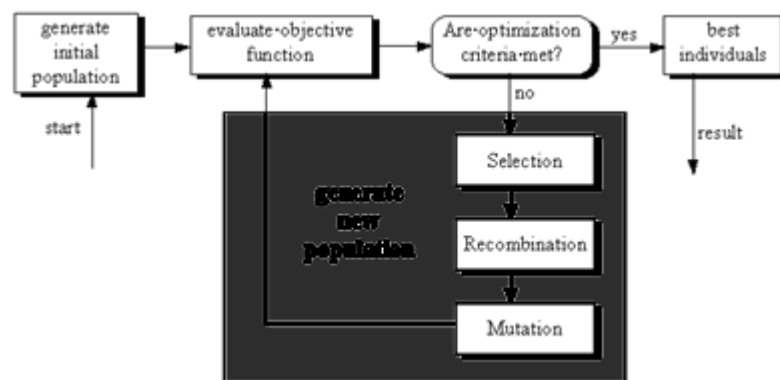 generate
initial
population
evaluate·objective
function
Are·optimization
criteria·met?
yes
best
individuals
start
no
result
Selection
generate
new
population
Recombination
Mutation